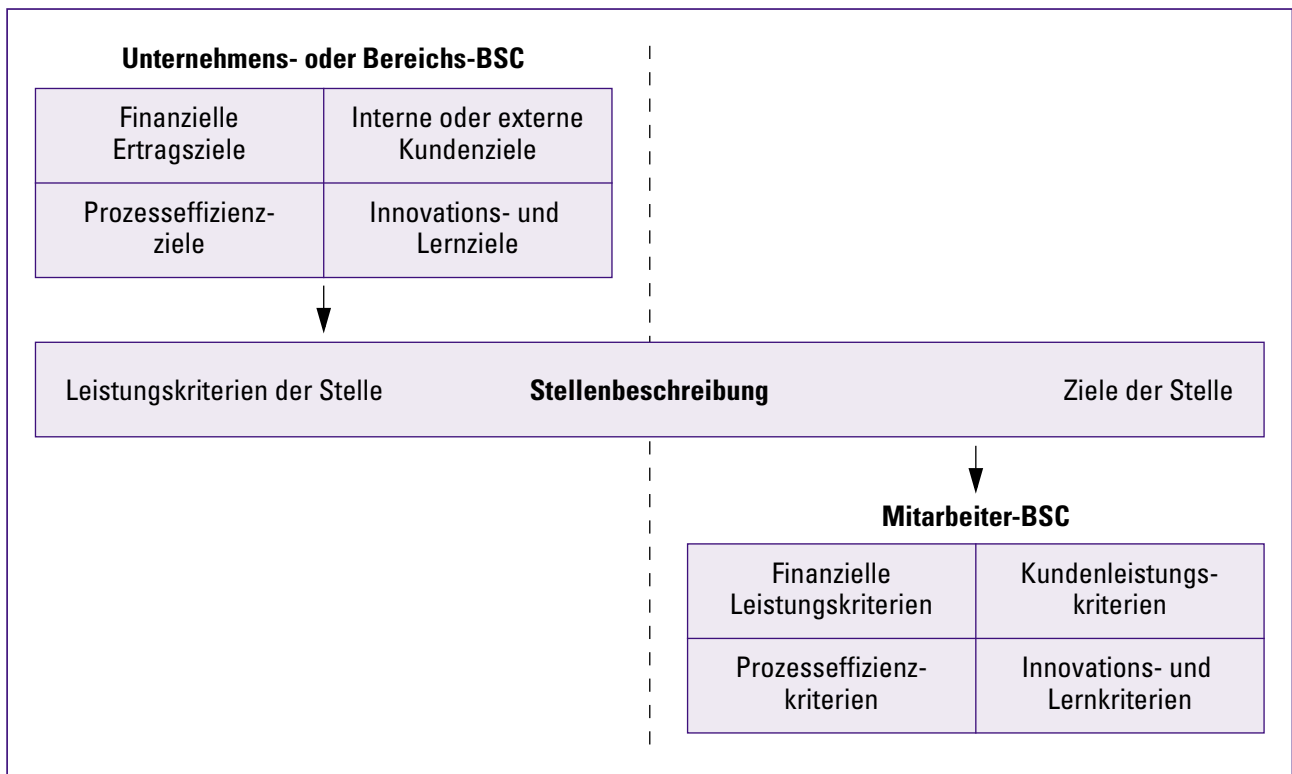 Unternehmens- oder Bereichs-BSC
Finanzielle
Ertragsziele
Interne oder externe
Kundenziele
Prozesseffizienz-
ziele
Innovations- und
Lernziele
Leistungskriterien der Stelle
Stellenbeschreibung
Ziele der Stelle
Mitarbeiter-BSC
Finanzielle
Leistungskriterien
Kundenleistungs-
kriterien
Prozesseffizienz-
kriterien
Innovations- und
Lernkriterien